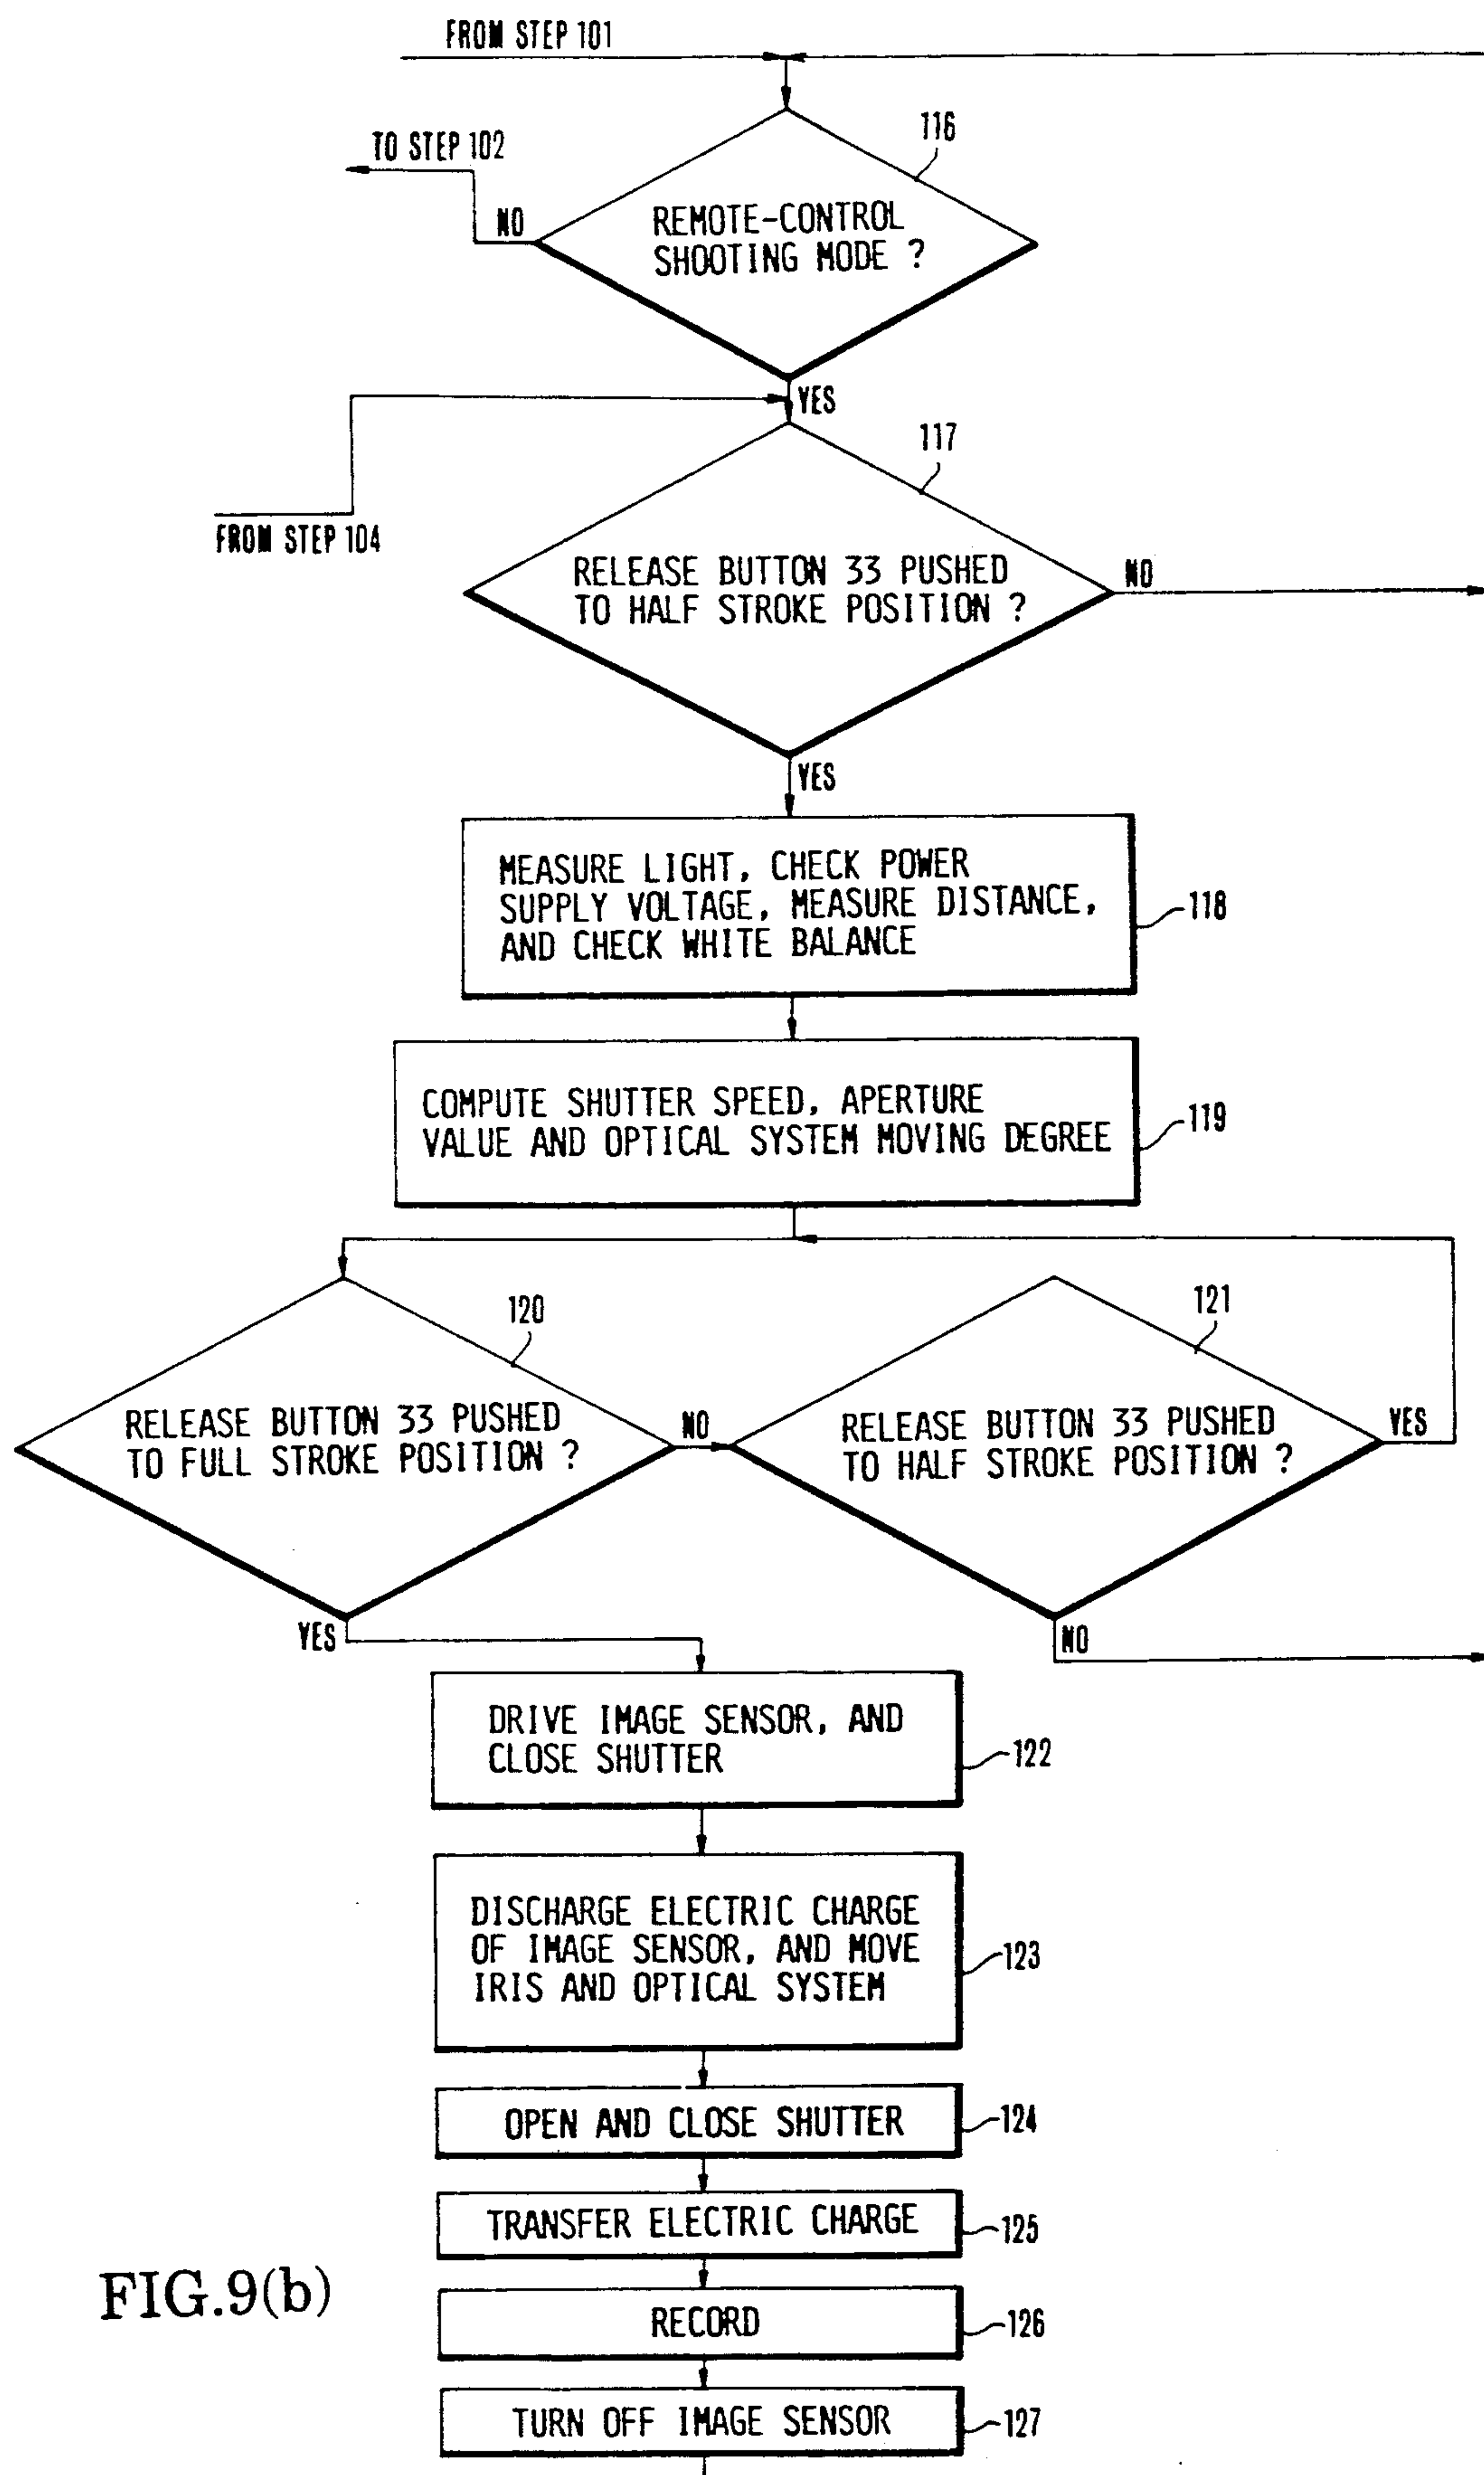 FROM STEP 101
TO STEP 102
116
NO
REMOTE-CONTROL
SHOOTING MODE ?
YES
117
FROM STEP 104
RELEASE BUTTON 33 PUSHED
TO HALF STROKE POSITION ?
NO
YES
MEASURE LIGHT, CHECK POWER
SUPPLY VOLTAGE, MEASURE DISTANCE,
AND CHECK WHITE BALANCE
118
COMPUTE SHUTTER SPEED, APERTURE
VALUE AND OPTICAL SYSTEM MOVING DEGREE
119
120
RELEASE BUTTON 33 PUSHED
TO FULL STROKE POSITION ?
NO
121
RELEASE BUTTON 33 PUSHED
TO HALF STROKE POSITION ?
YES
YES
NO
DRIVE IMAGE SENSOR, AND
CLOSE SHUTTER
122
DISCHARGE ELECTRIC CHARGE
OF IMAGE SENSOR, AND MOVE
IRIS AND OPTICAL SYSTEM
123
OPEN AND CLOSE SHUTTER
124
TRANSFER ELECTRIC CHARGE
125
FIG.9(b)
RECORD
126
TURN OFF IMAGE SENSOR
127